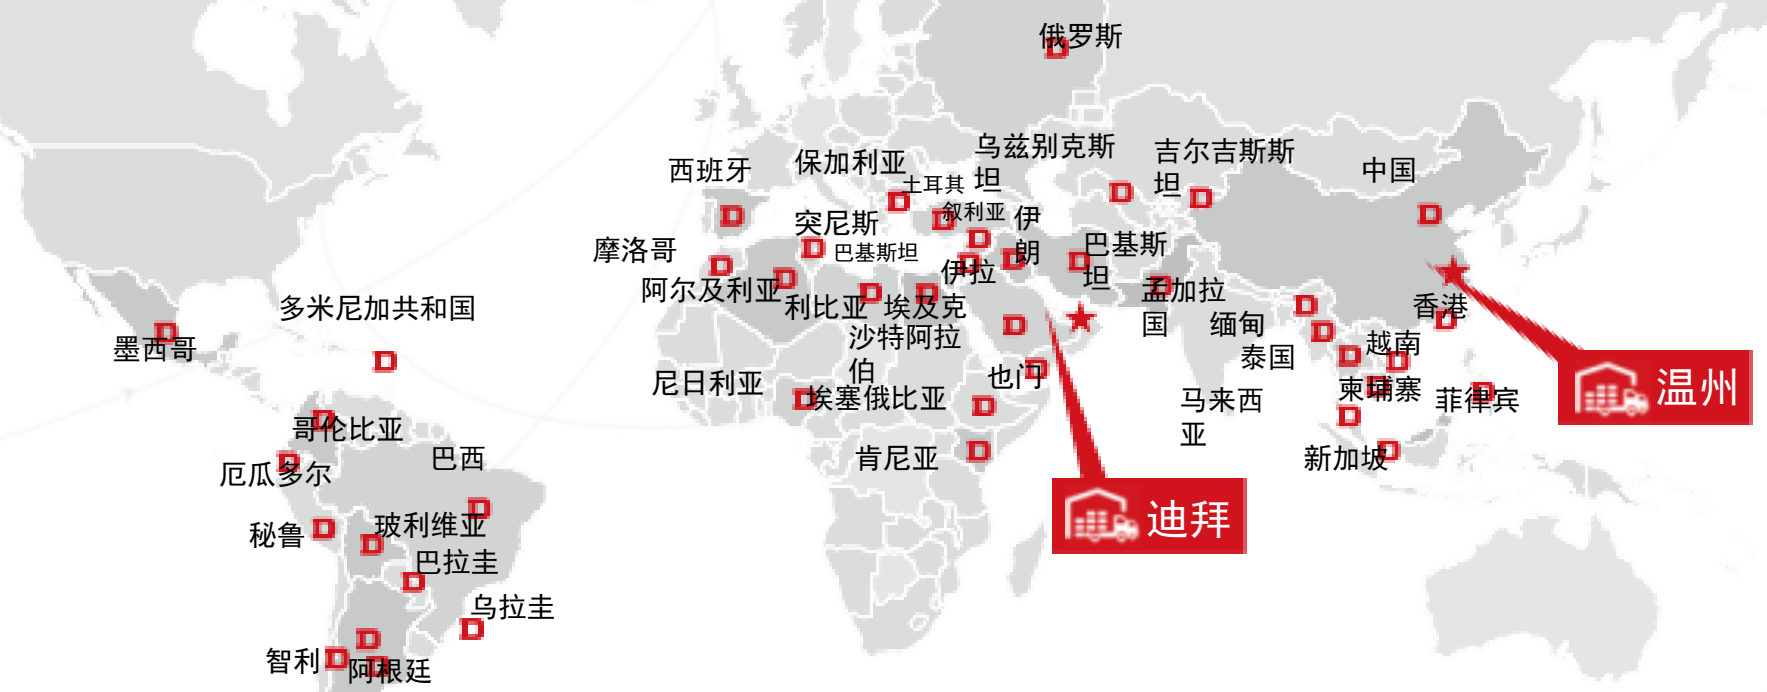 俄罗斯
乌兹别克斯
坦
吉尔吉斯斯
坦
中国
西班牙
保加利亚
土耳其
叙利亚
伊
朗
突尼斯
巴基斯坦
巴基斯
坦
摩洛哥
阿尔及利亚
伊拉
克
利比亚
埃及
孟加拉
国
缅甸
香港
多米尼加共和国
墨西哥
沙特阿拉
伯
泰国
越南
尼日利亚
埃塞俄比亚
也门
马来西
亚
柬埔寨
菲律宾
温州
哥伦比亚
厄瓜多尔
巴西
肯尼亚
新加坡
迪拜
秘鲁
玻利维亚
巴拉圭
乌拉圭
智利
阿根廷